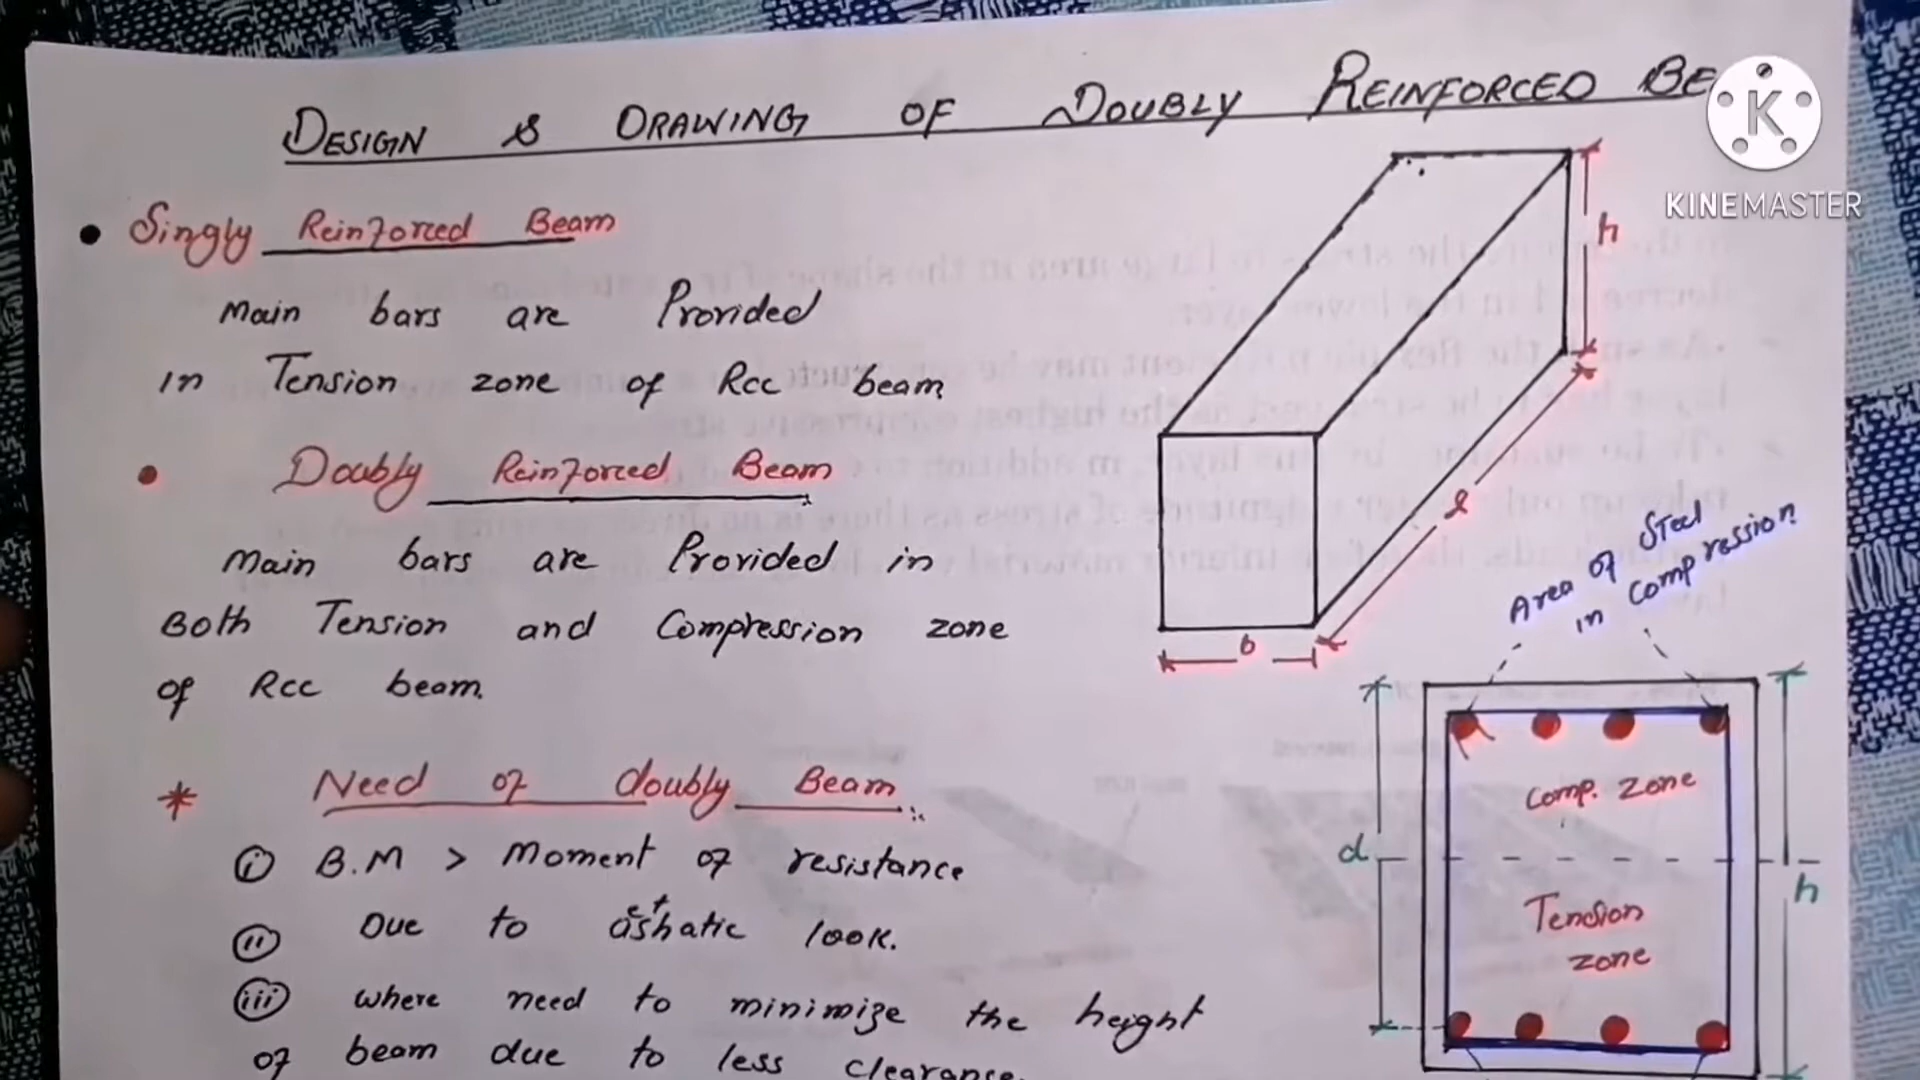 DESIGN & DRAWING OF DOUBLY REINFORCED BE
KINEMASTER
• Singly Reinforced Beam
Main bars are Provided
in Tension zone of Rcc beam
• Doubly Reinforced Beam
Main bars are Provided in
Both Tension and Compression zone
of Rcc beam.
* Need of doubly Beam
(i) B.M > Moment of resistance
(ii) Due to look.
(iii) where need to minimize the height
of beam due to less clearance.
h
l
b
Area of Steel
in compression
Comp. zone
d
h
Tension
zone